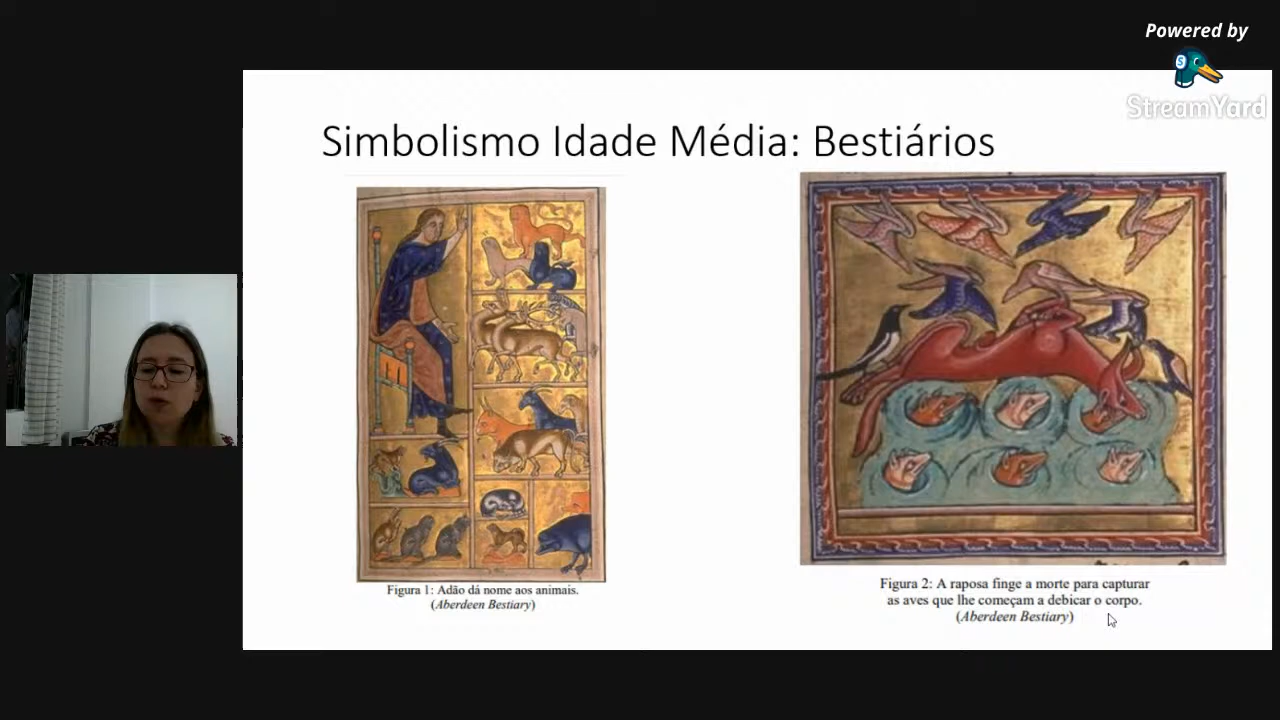 Powered by
StreamYard
Simbolismo Idade Média: Bestiários
Figura 1: Adão dá nome aos animais.
(Aberdeen Bestiary)
Figura 2: A raposa finge a morte para capturar
as aves que lhe começam a debicar o corpo.
(Aberdeen Bestiary)